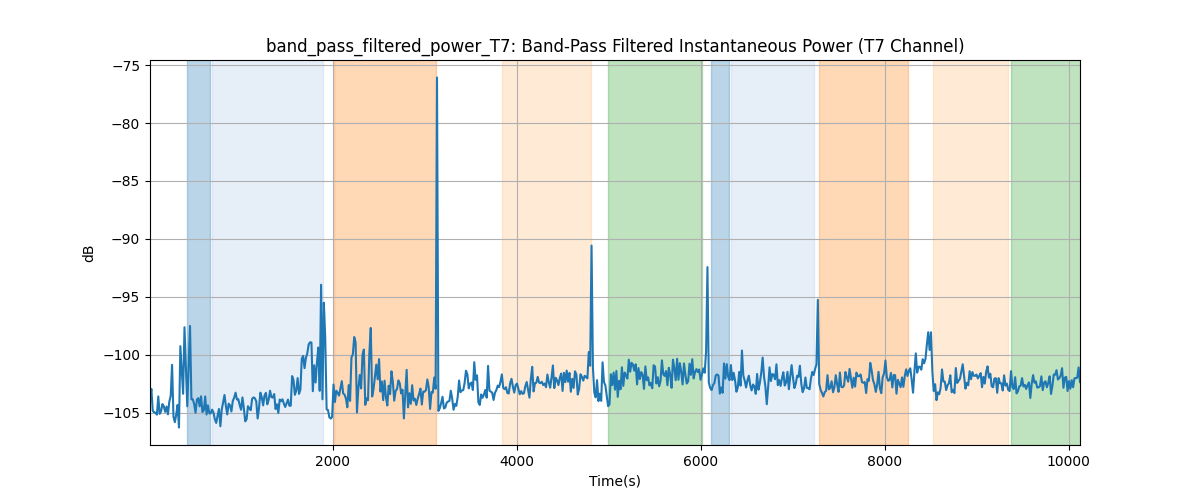 band_pass_filtered_power_T7: Band-Pass Filtered Instantaneous Power (T7 Channel)
−75
−80
−85
−90
−95
−100
−105
dB
2000 4000 6000 8000 10000
Time(s)